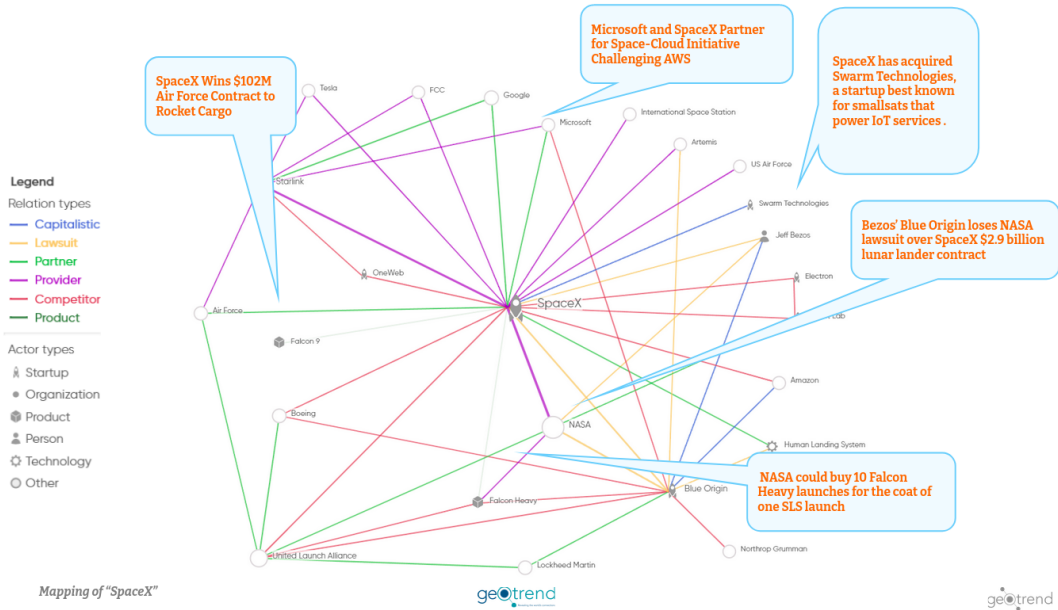 Microsoft and SpaceX Partner
for Space-Cloud Initiative
Challenging AWS
SpaceX has acquired
Swarm Technologies,
a startup best known
for smallsats that
power IoT services .
SpaceX Wins $102M
Air Force Contract to
Rocket Cargo
Tesla
FCC
Google
Microsoft
International Space Station
Artemis
US Air Force
Starlink
Swarm Technologies
Legend
Relation types
Capitalistic
Lawsuit
Partner
Provider
Competitor
Product
Actor types
Startup
Organization
Product
Person
Technology
Other
Bezos' Blue Origin loses NASA
lawsuit over SpaceX $2.9 billion
lunar lander contract
Jeff Bezos
OneWeb
Electron
SpaceX
Air Force
Lab
Falcon 9
Amazon
Boeing
NASA
Human Landing System
NASA could buy 10 Falcon
Heavy launches for the coat of
one SLS launch
Blue Origin
Falcon Heavy
Northrop Grumman
United Launch Alliance
Lockheed Martin
Mapping of "SpaceX"
geotrend
geotrend